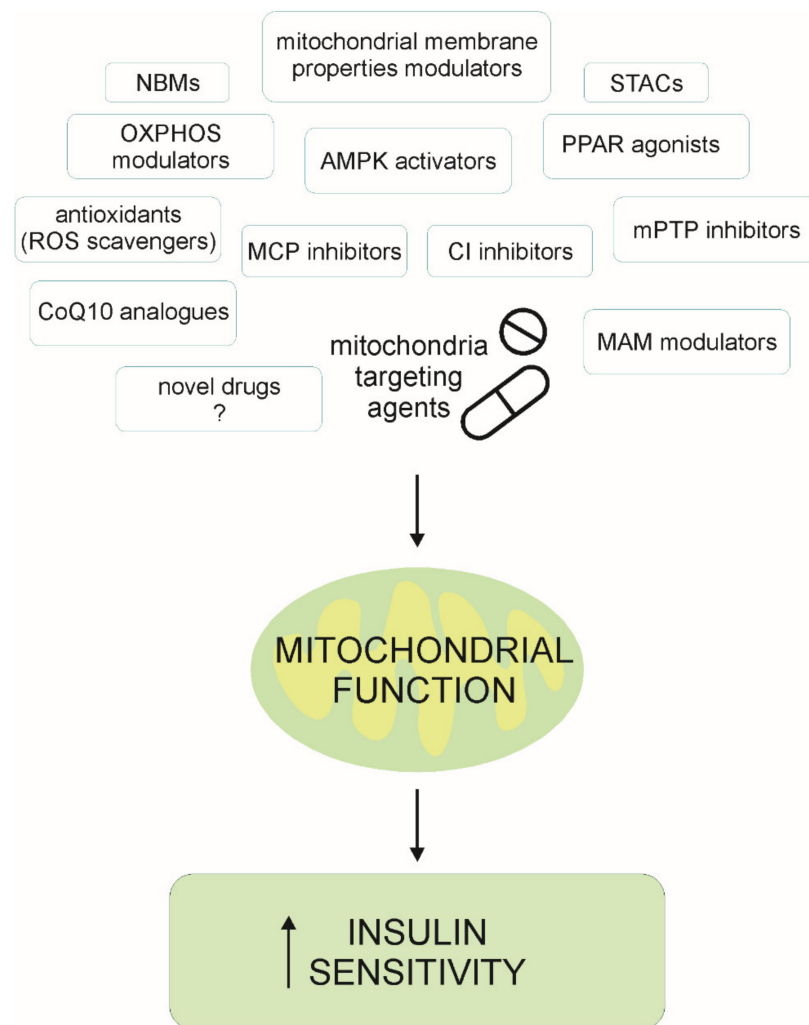 mitochondrial membrane
properties modulators
NBMs
STACs
OXPHOS
modulators
AMPK activators
PPAR agonists
antioxidants
(ROS scavengers)
MCP inhibitors
CI inhibitors
mPTP inhibitors
CoQ10 analogues
mitochondria
targeting
agents
MAM modulators
novel drugs
?
MITOCHONDRIAL
FUNCTION
INSULIN
SENSITIVITY